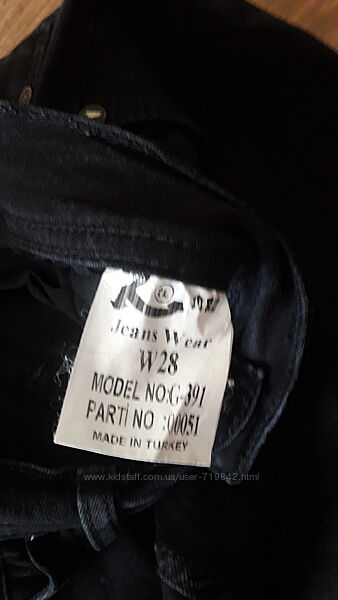 Jeans Wear
W28
MODEL NO:G-391
PARTİ NO :00051
MADE IN TURKEY
www.kidstaff.com.ua/user-719842.html